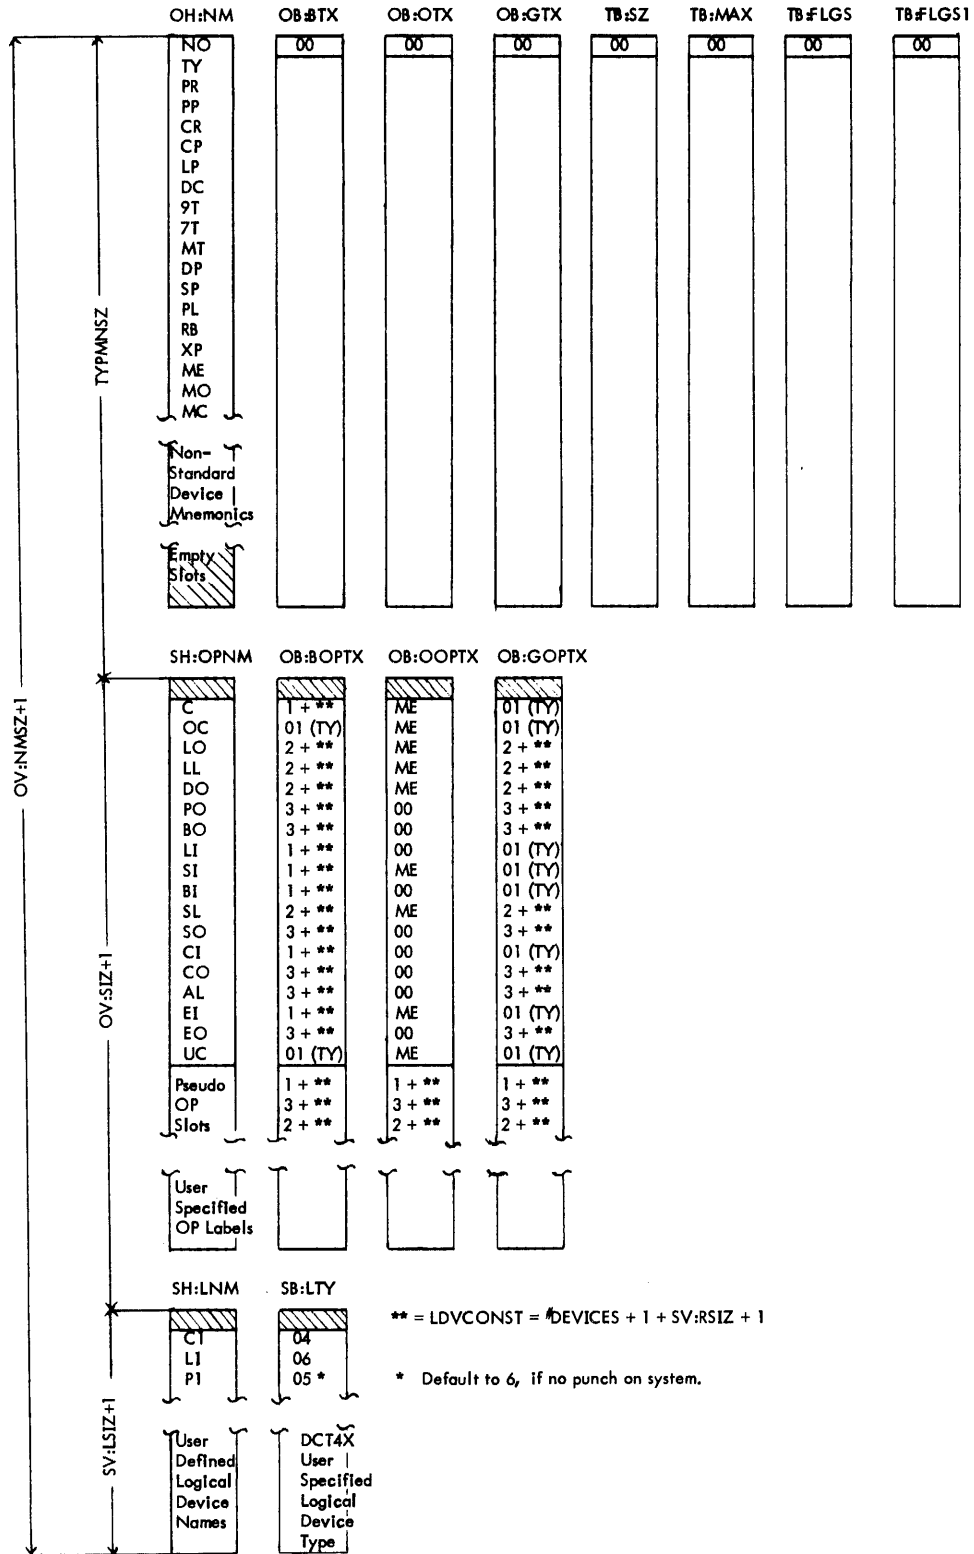 OH:NM OB:BTX OB:OTX OB:GTX TB:SZ TB:MAX TB:FLGS TB:FLGS1
NO 00 00 00 00 00 00 00
TY
PR
PP
CR
CP
LP
DC
9T
7T
MT
DP
SP
PL
RB
XP
ME
MO
MC
Non-
Standard
Device
Mnemonics
Empty
Slots
TYPMNSZ
OV:NMSZ+1
SH:OPNM OB:BOPTX OB:OOPTX OB:GOPTX
C 1 + ** ME 01 (TY)
OC 01 (TY) ME 01 (TY)
LO 2 + ** ME 2 + **
LL 2 + ** ME 2 + **
DO 2 + ** ME 2 + **
PO 3 + ** 00 3 + **
BO 3 + ** 00 3 + **
LI 1 + ** 00 01 (TY)
SI 1 + ** ME 01 (TY)
BI 1 + ** 00 01 (TY)
SL 2 + ** ME 2 + **
SO 3 + ** 00 3 + **
CI 1 + ** 00 01 (TY)
CO 3 + ** 00 3 + **
AL 3 + ** 00 3 + **
EI 1 + ** ME 01 (TY)
EO 3 + ** 00 3 + **
UC 01 (TY) ME 01 (TY)
Pseudo 1 + ** 1 + ** 1 + **
OP 3 + ** 3 + ** 3 + **
Slots 2 + ** 2 + ** 2 + **
User
Specified
OP Labels
OV:SIZ+1
SH:LNM SB:LTY
** = LDVCONST = #DEVICES + 1 + SV:RSIZ + 1
C1 04
L1 06
P1 05 * * Default to 6, if no punch on system.
User DCT4X
Defined User
Logical Specified
Device Logical
Names Device
Type
SV:LSIZ+1